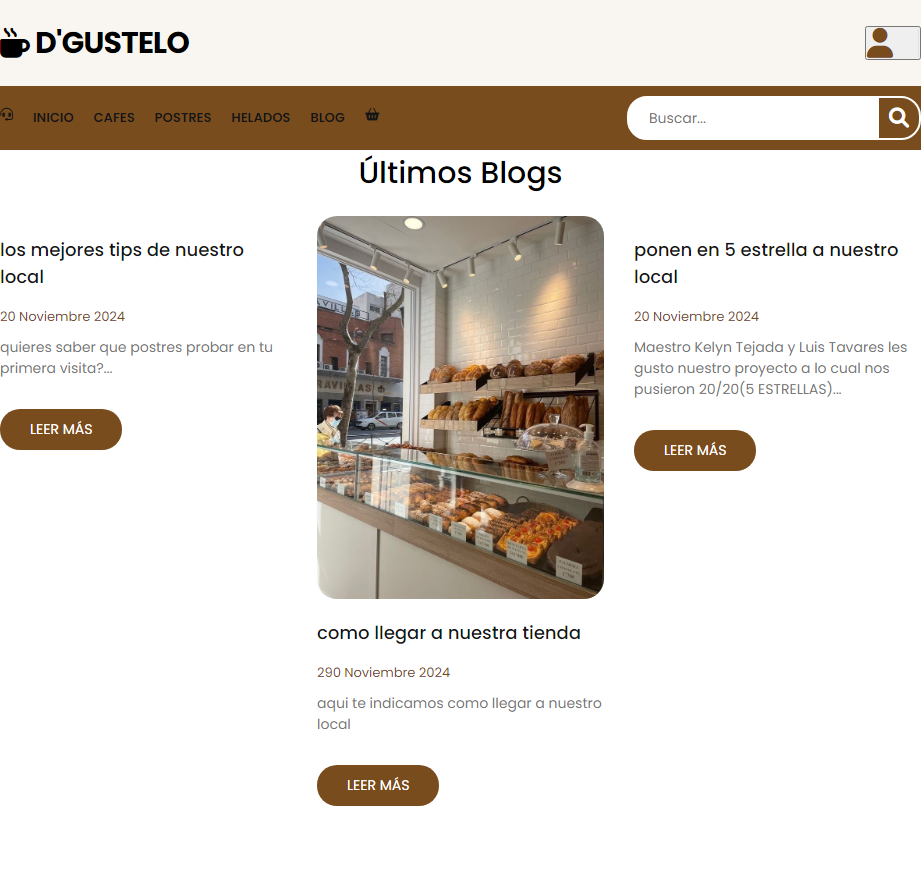 D'GUSTELO
INICIO CAFES POSTRES HELADOS BLOG
Buscar...
Últimos Blogs
los mejores tips de nuestro
local
20 Noviembre 2024
quieres saber que postres probar en tu
primera visita?...
LEER MÁS
como llegar a nuestra tienda
290 Noviembre 2024
aqui te indicamos como llegar a nuestro
local
LEER MÁS
ponen en 5 estrella a nuestro
local
20 Noviembre 2024
Maestro Kelyn Tejada y Luis Tavares les
gusto nuestro proyecto a lo cual nos
pusieron 20/20(5 ESTRELLAS)...
LEER MÁS